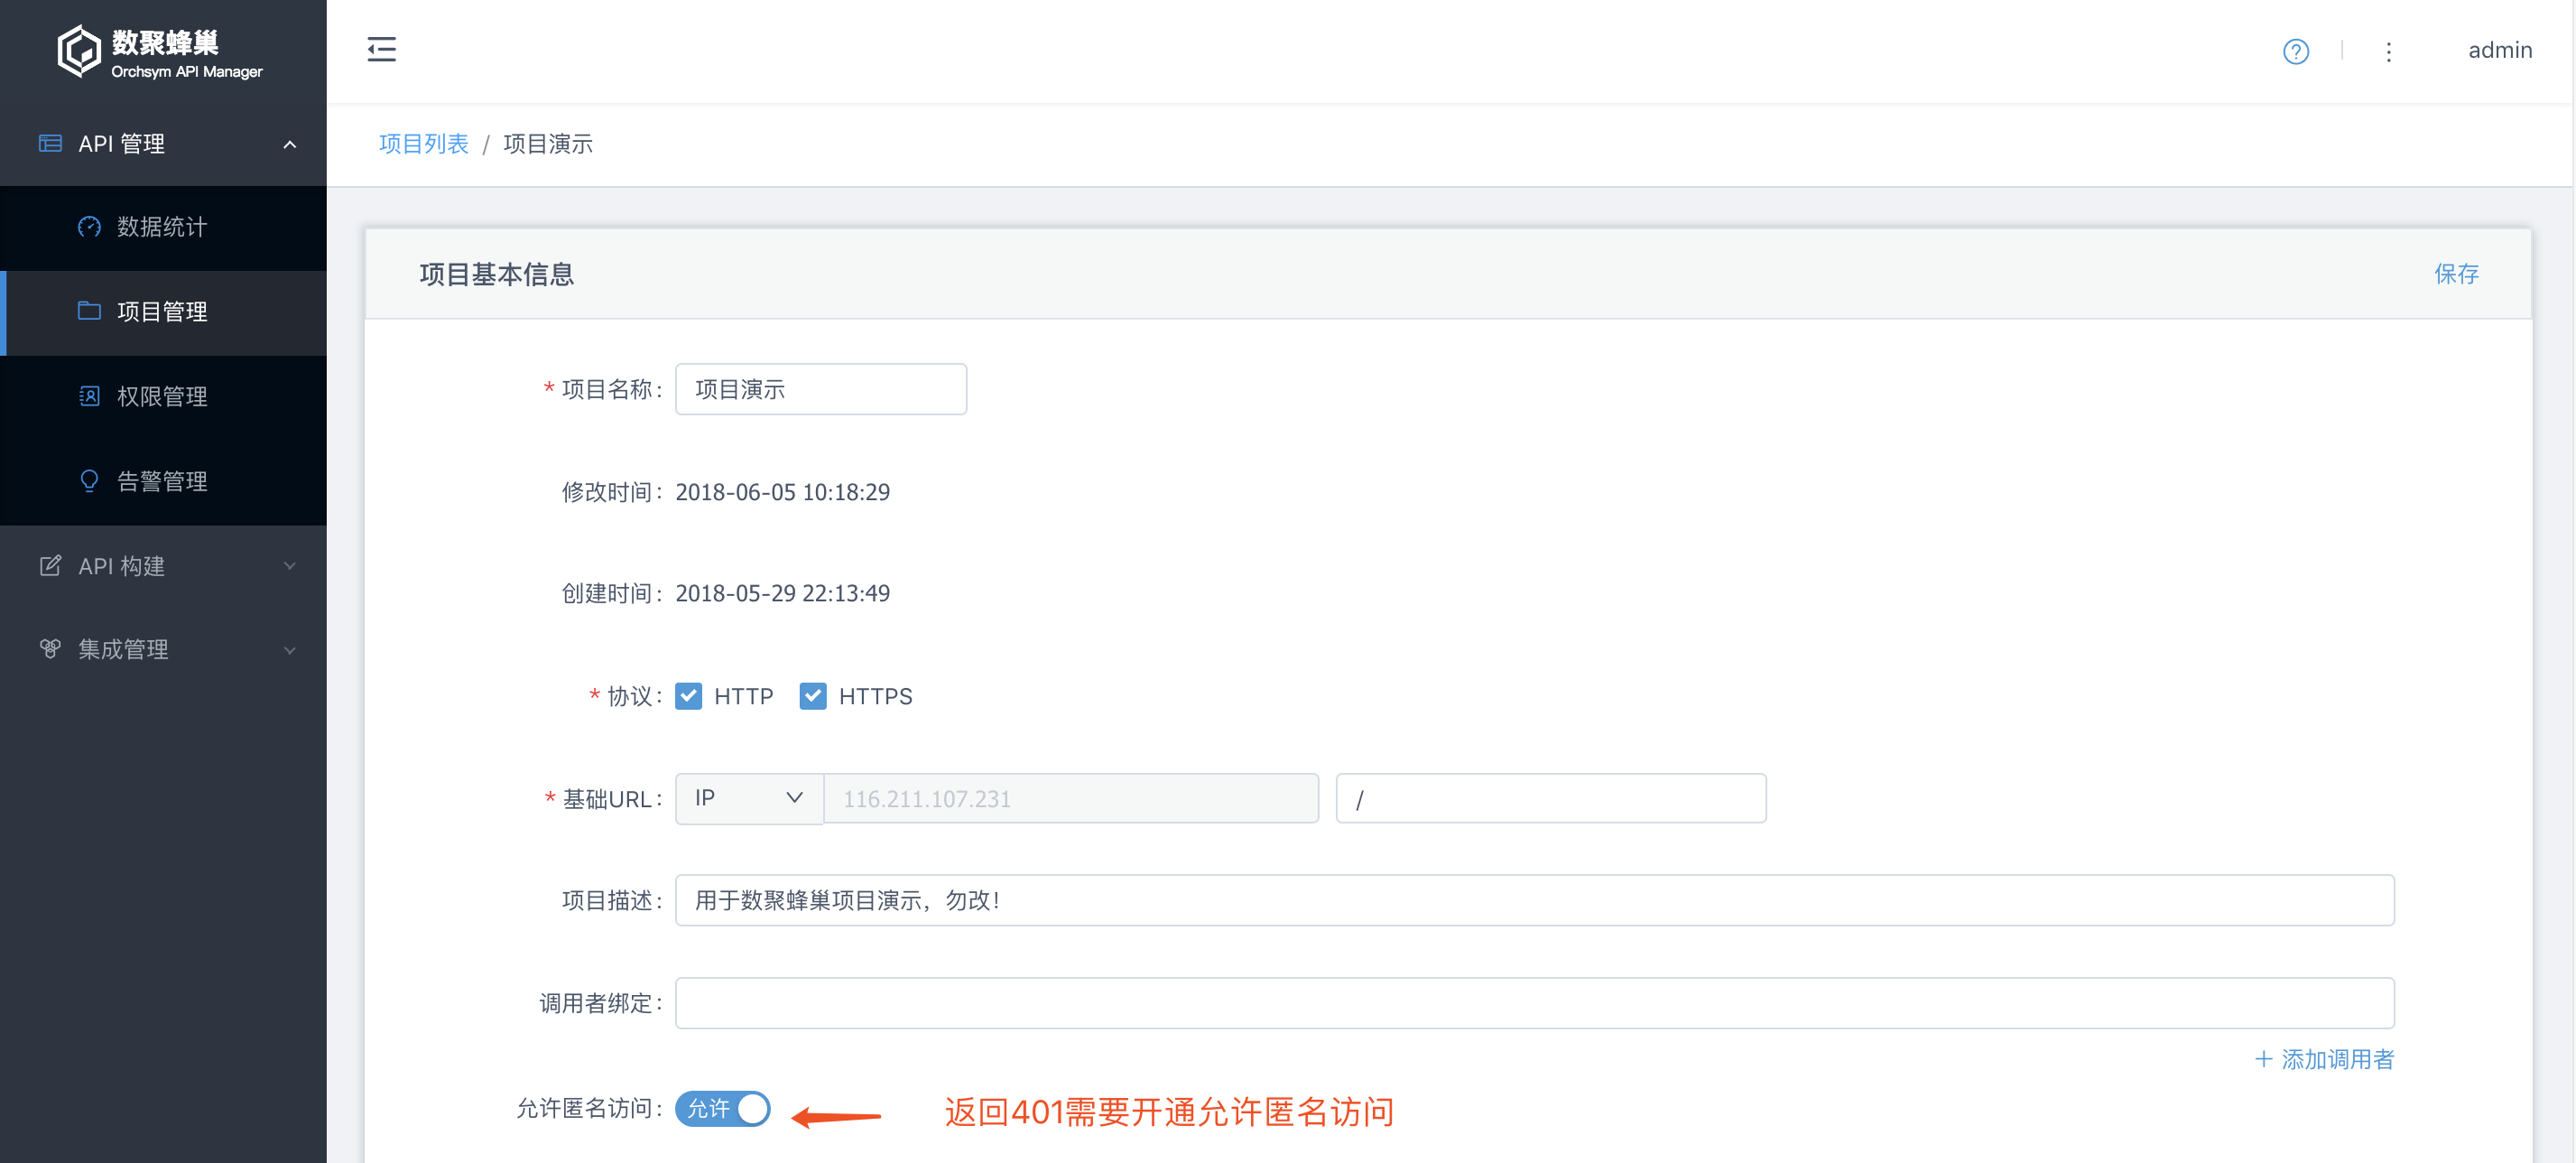 数聚蜂巢
Orchsym API Manager
admin
API 管理
项目列表 / 项目演示
数据统计
项目管理
权限管理
告警管理
API 构建
集成管理
项目基本信息
保存
* 项目名称: 项目演示
修改时间: 2018-06-05 10:18:29
创建时间: 2018-05-29 22:13:49
* 协议: HTTP HTTPS
* 基础URL: IP 116.211.107.231 /
项目描述: 用于数聚蜂巢项目演示，勿改！
调用者绑定:
+ 添加调用者
允许匿名访问: 允许 返回401需要开通允许匿名访问